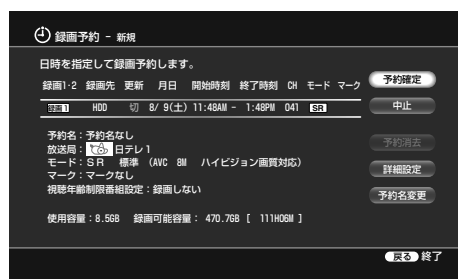 録画予約 − 新規
日時を指定して録画予約します。
録画1·2 録画先 更新 月日 開始時刻 終了時刻 CH モード マーク
録画1 HDD 切 8/ 9(土) 11:48AM − 1:48PM 041 SR
予約確定
中止
予約消去
詳細設定
予約名変更
予約名：予約名なし
放送局： 日テレ1
モード：ＳＲ 標準 （AVC 8M ハイビジョン画質対応）
マーク：マークなし
視聴年齢制限番組設定：録画しない
使用容量：8.5GB 録画可能容量： 470.7GB [ 111H06M ]
戻る 終了